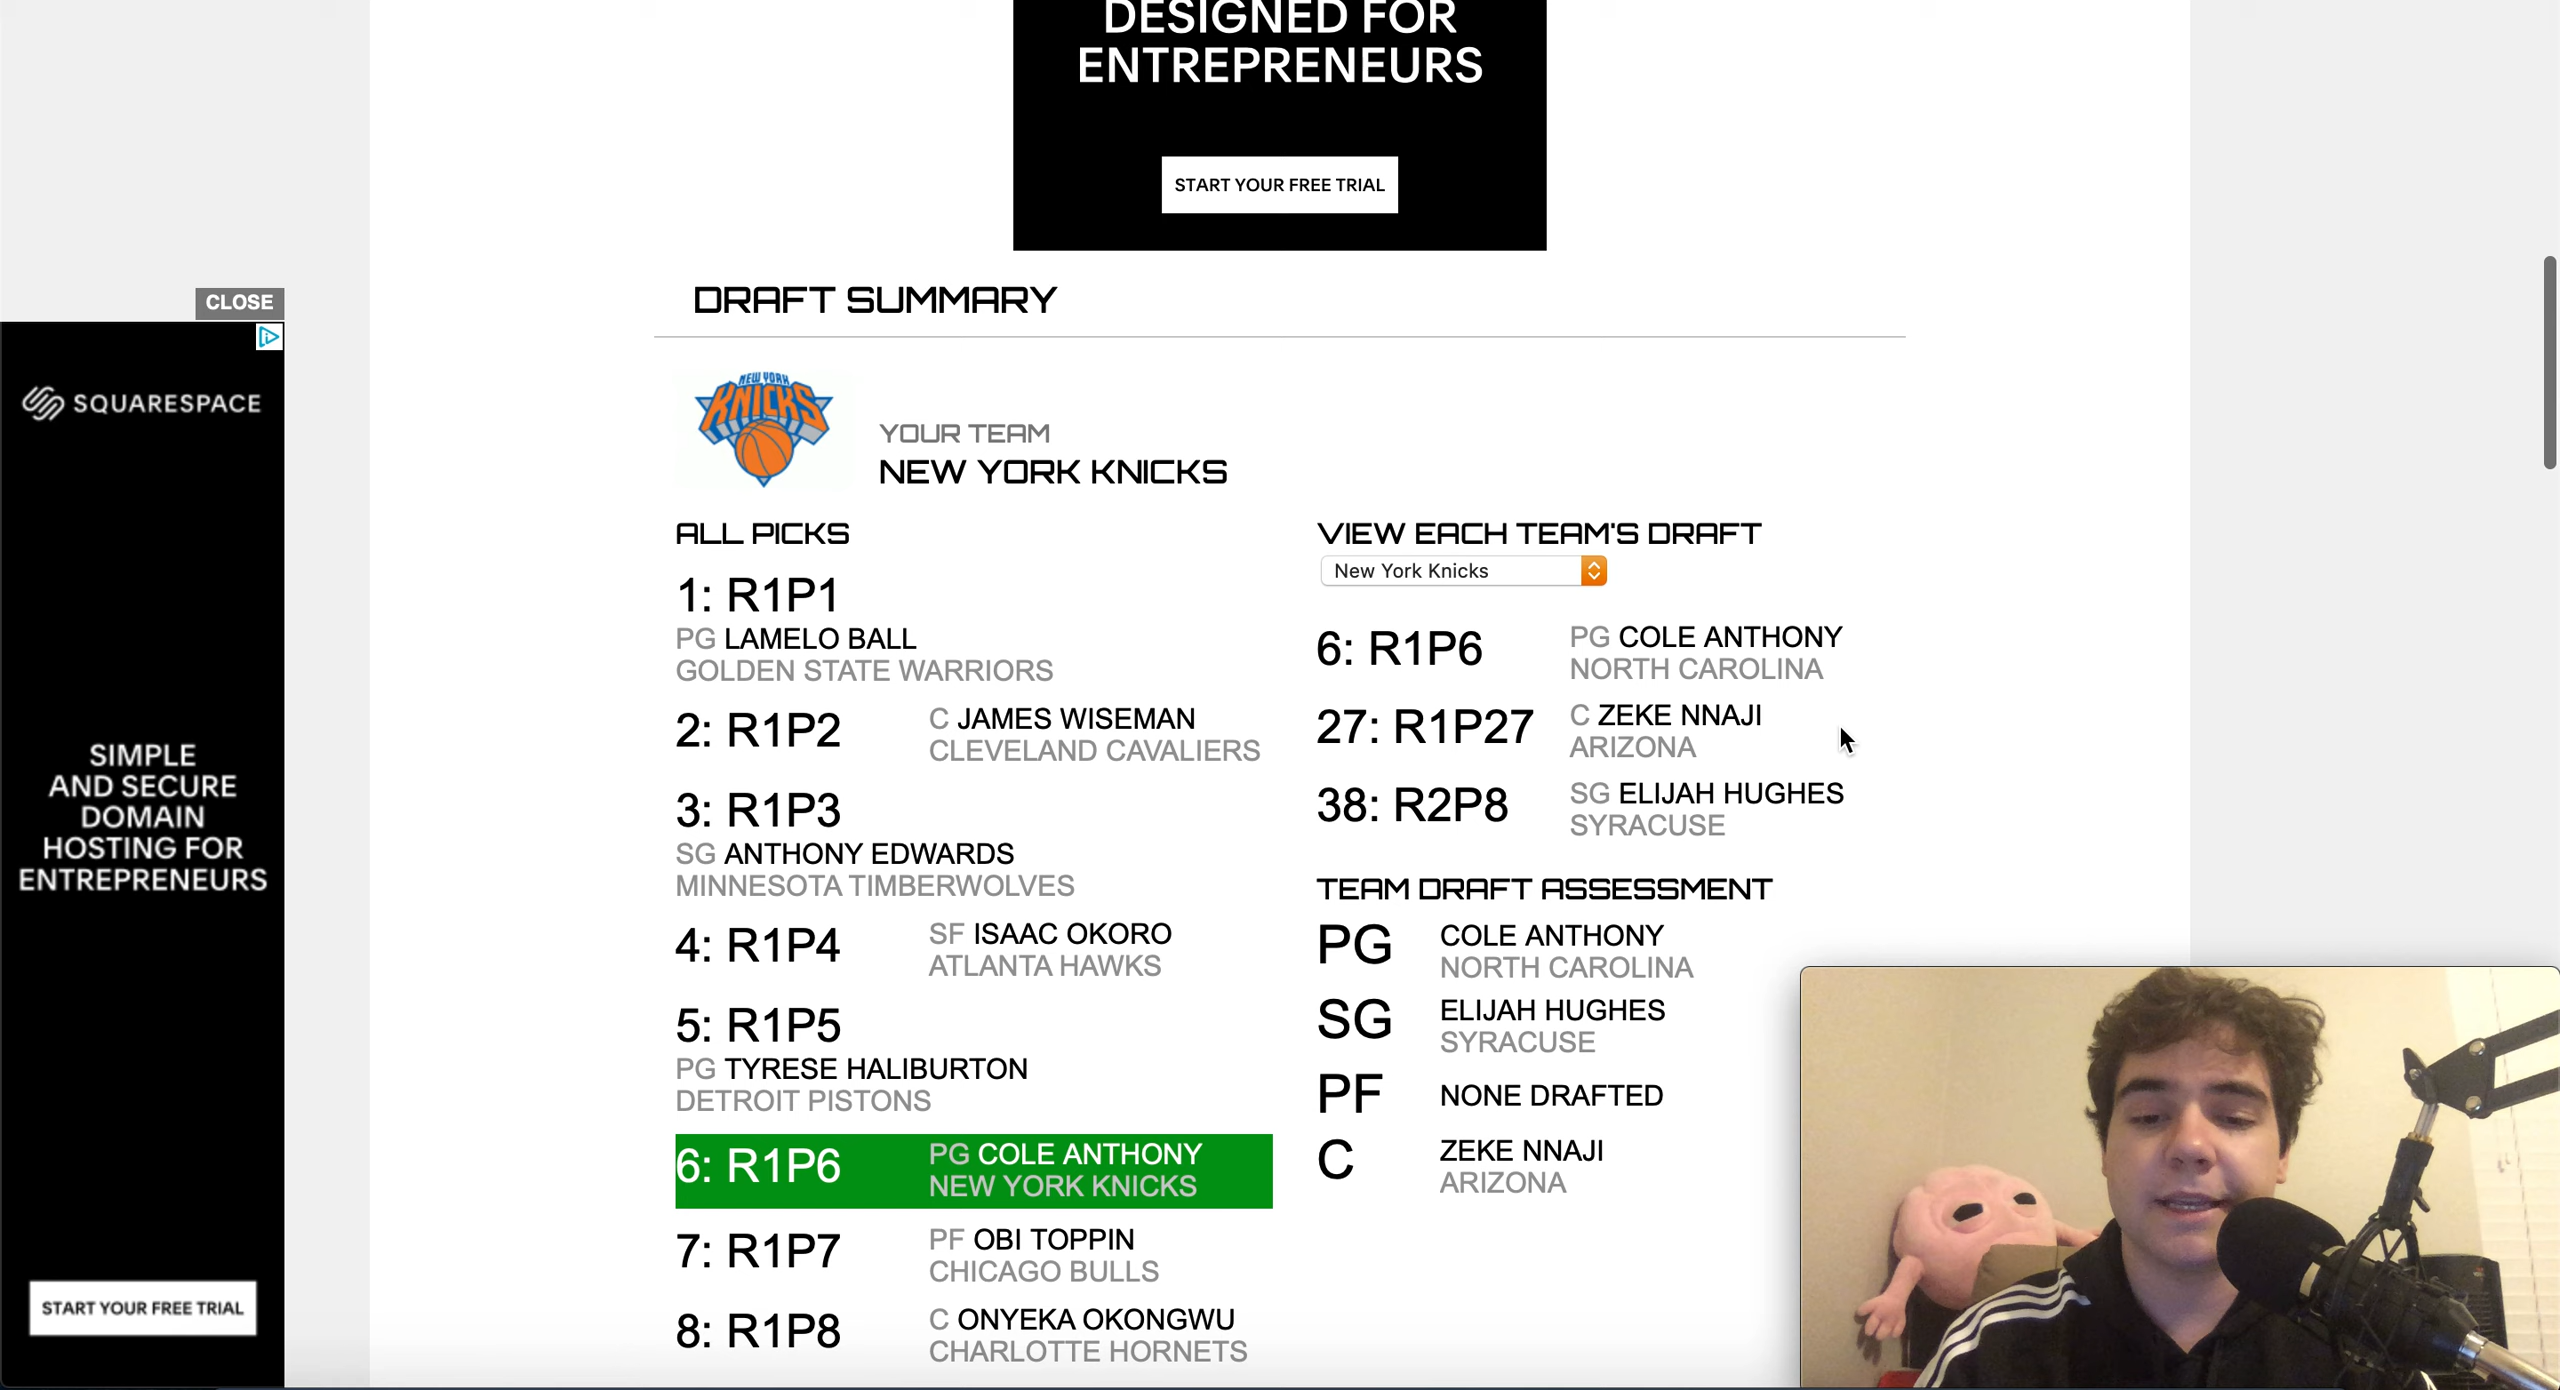 DESIGNED FOR
ENTREPRENEURS
START YOUR FREE TRIAL
CLOSE
SQUARESPACE
SIMPLE
AND SECURE
DOMAIN
HOSTING FOR
ENTREPRENEURS
START YOUR FREE TRIAL
DRAFT SUMMARY
NEW YORK
KNICKS
YOUR TEAM
NEW YORK KNICKS
ALL PICKS
1: R1P1
PG LAMELO BALL
GOLDEN STATE WARRIORS
2: R1P2
C JAMES WISEMAN
CLEVELAND CAVALIERS
3: R1P3
SG ANTHONY EDWARDS
MINNESOTA TIMBERWOLVES
4: R1P4
SF ISAAC OKORO
ATLANTA HAWKS
5: R1P5
PG TYRESE HALIBURTON
DETROIT PISTONS
6: R1P6
PG COLE ANTHONY
NEW YORK KNICKS
7: R1P7
PF OBI TOPPIN
CHICAGO BULLS
8: R1P8
C ONYEKA OKONGWU
CHARLOTTE HORNETS
VIEW EACH TEAM'S DRAFT
New York Knicks
6: R1P6
PG COLE ANTHONY
NORTH CAROLINA
27: R1P27
C ZEKE NNAJI
ARIZONA
38: R2P8
SG ELIJAH HUGHES
SYRACUSE
TEAM DRAFT ASSESSMENT
PG
COLE ANTHONY
NORTH CAROLINA
SG
ELIJAH HUGHES
SYRACUSE
PF
NONE DRAFTED
C
ZEKE NNAJI
ARIZONA